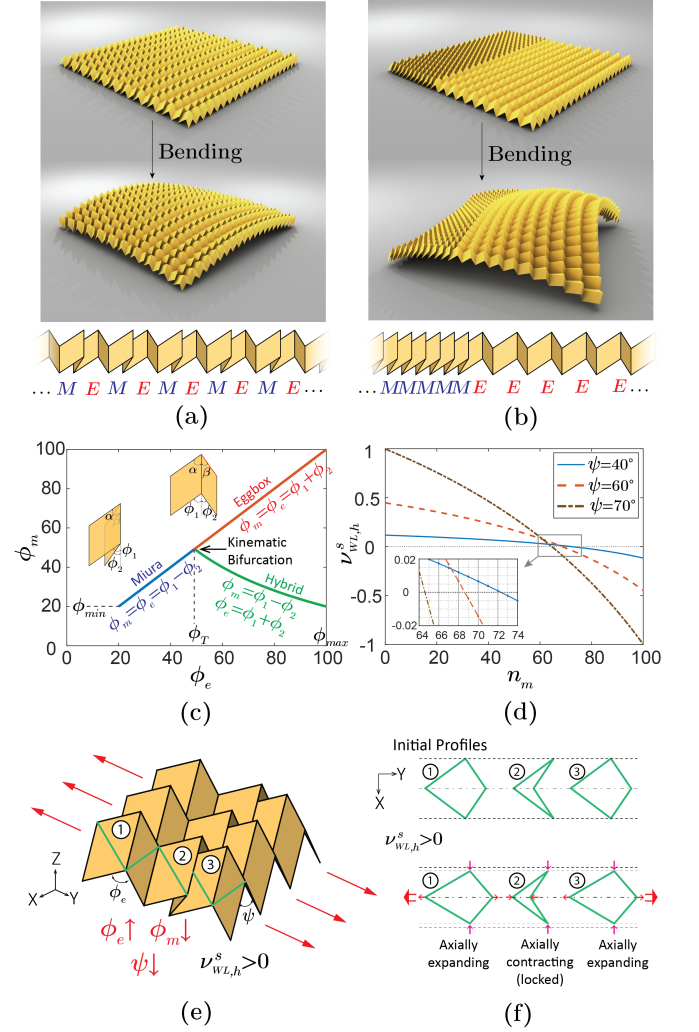 Bending
Bending
... M E M E M E M E M E ...
... MMMMM E E E E E ...
(a)
(b)
100
80
60
40
20
0
ϕm
α β
ϕ1 ϕ2
α β
ϕ1
ϕ2
Eggbox
ϕm=ϕe=ϕ1+ϕ2
Kinematic
Bifurcation
Miura
ϕm=ϕe=ϕ1−ϕ2
Hybrid
ϕm=ϕ1−ϕ2
ϕe=ϕ1+ϕ2
ϕmin
ϕT
ϕmax
0 20 40 60 80 100
ϕe
(c)
1
0.5
0
-0.5
-1
ν^s_WL,h
ψ=40°
ψ=60°
ψ=70°
0.02
0
-0.02
64 66 68 70 72 74
0 20 40 60 80 100
nm
(d)
1
2
3
Z
X Y
ϕe
ψ
ϕe↑ ϕm↓
ψ↓
ν^s_WL,h>0
(e)
Initial Profiles
Y
X
1 2 3
ν^s_WL,h>0
1 2 3
Axially
expanding
Axially
contracting
(locked)
Axially
expanding
(f)